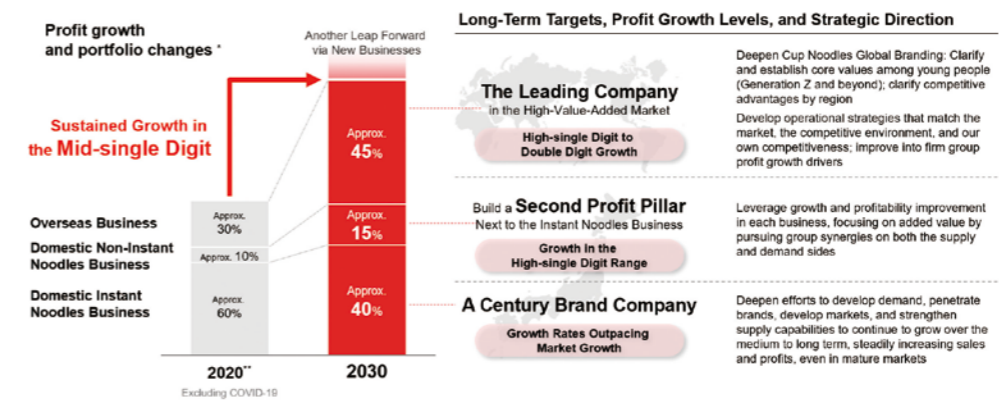 Profit growth
and portfolio changes *
Another Leap Forward
via New Businesses
Sustained Growth in
the Mid-single Digit
Approx.
45%
Overseas Business
Approx.
30%
Approx.
15%
Domestic Non-Instant
Noodles Business
Approx. 10%
Domestic Instant
Noodles Business
Approx.
60%
Approx.
40%
2020**
2030
Excluding COVID-19
Long-Term Targets, Profit Growth Levels, and Strategic Direction
The Leading Company
in the High-Value-Added Market
High-single Digit to
Double Digit Growth
Deepen Cup Noodles Global Branding: Clarify
and establish core values among young people
(Generation Z and beyond); clarify competitive
advantages by region
Develop operational strategies that match the
market, the competitive environment, and our
own competitiveness; improve into firm group
profit growth drivers
Build a Second Profit Pillar
Next to the Instant Noodles Business
Growth in the
High-single Digit Range
Leverage growth and profitability improvement
in each business, focusing on added value by
pursuing group synergies on both the supply
and demand sides
A Century Brand Company
Growth Rates Outpacing
Market Growth
Deepen efforts to develop demand, penetrate
brands, develop markets, and strengthen
supply capabilities to continue to grow over the
medium to long term, steadily increasing sales
and profits, even in mature markets